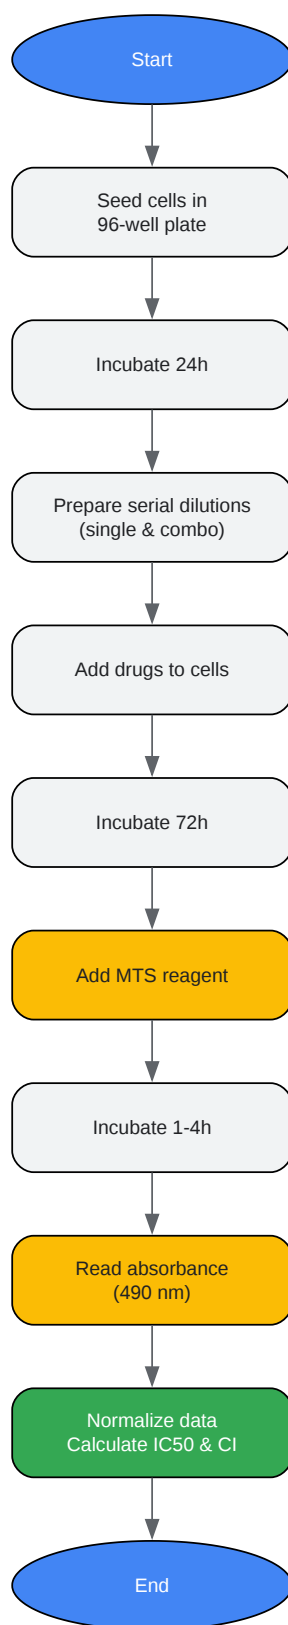 Start
Seed cells in
96-well plate
Incubate 24h
Prepare serial dilutions
(single & combo)
Add drugs to cells
Incubate 72h
Add MTS reagent
Incubate 1-4h
Read absorbance
(490 nm)
Normalize data
Calculate IC50 & CI
End